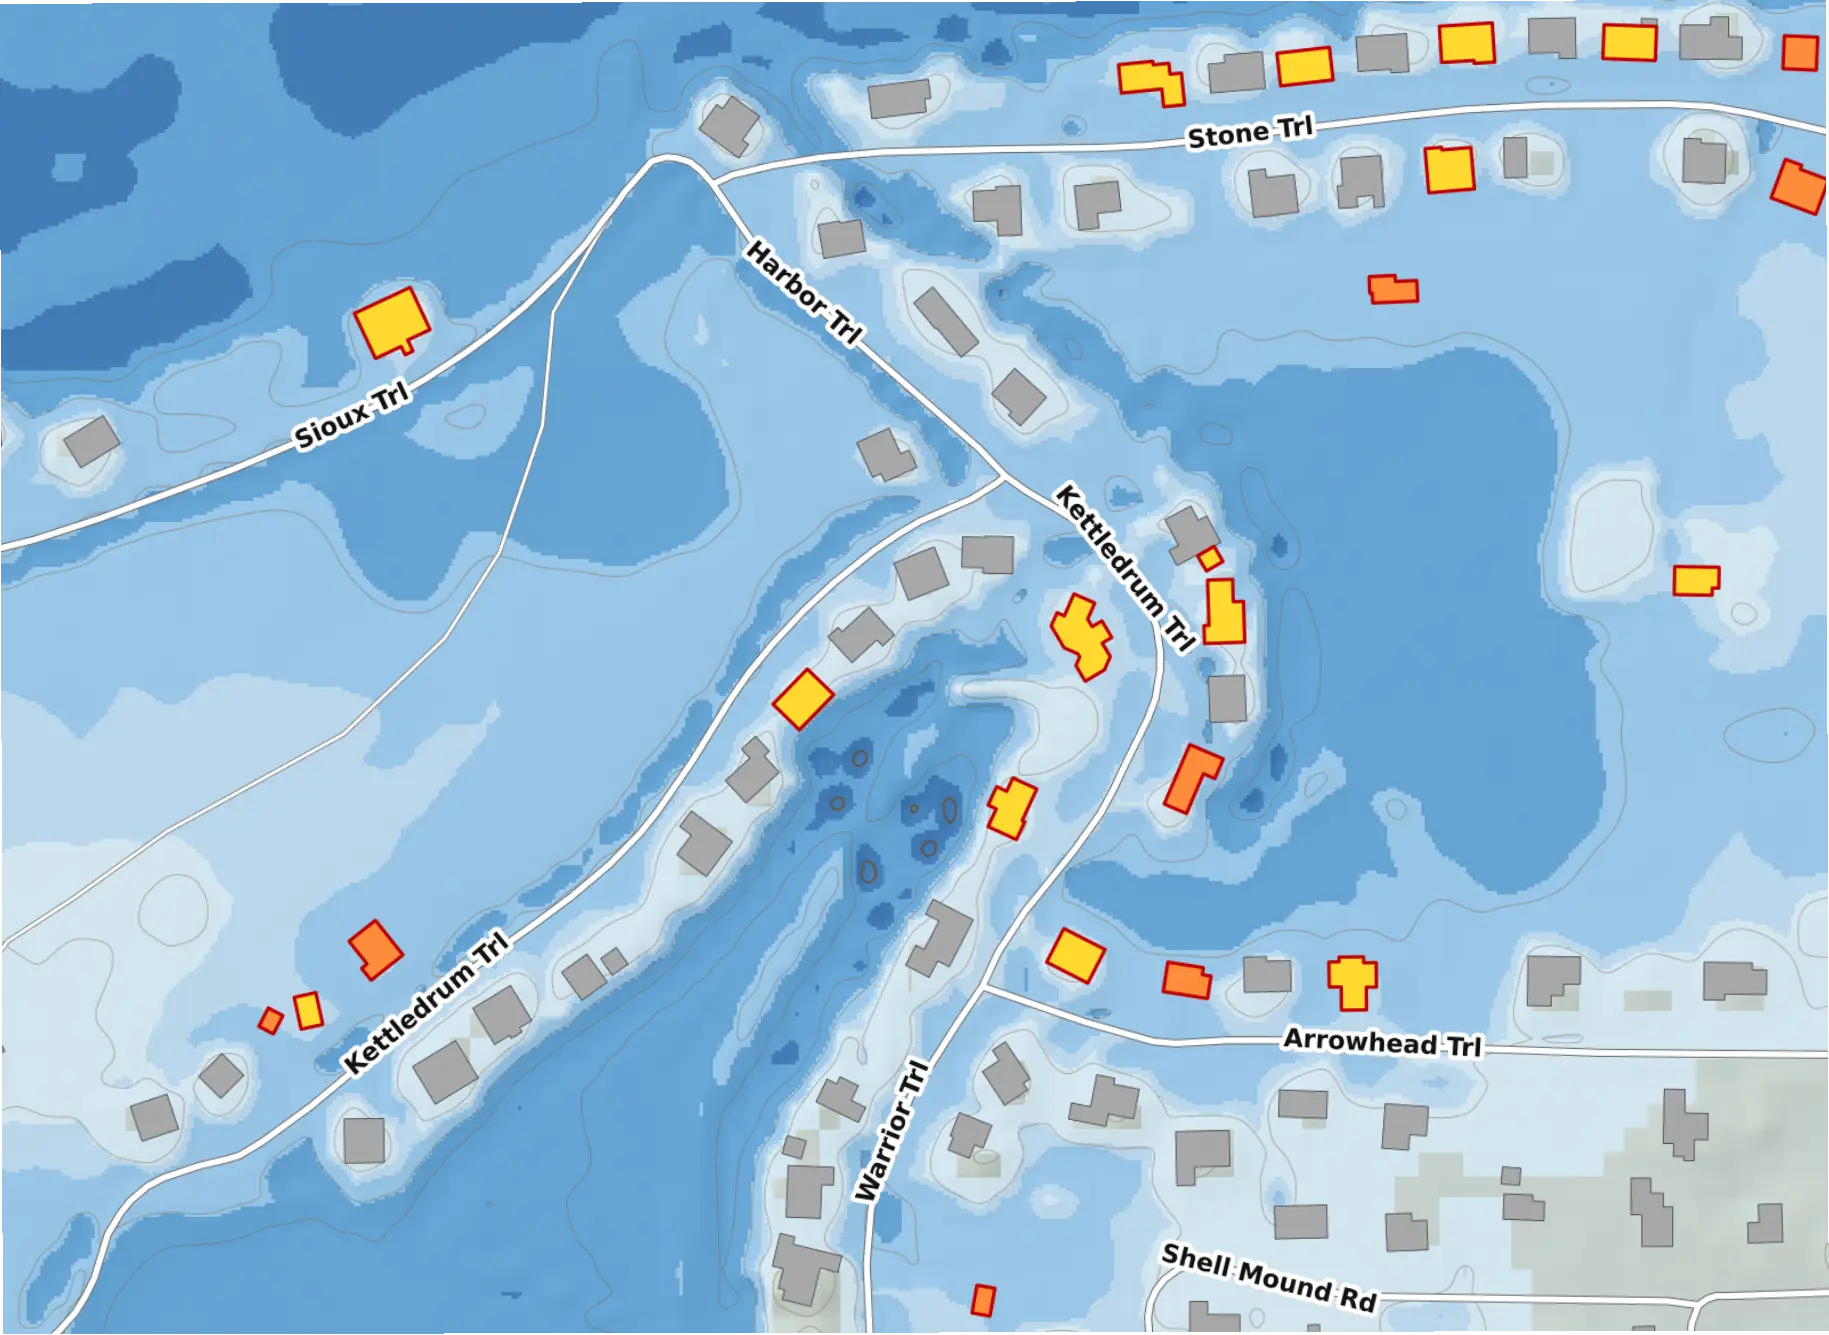 Stone Trl
Harbor Trl
Sioux Trl
Kettledrum Trl
Kettledrum Trl
Arrowhead Trl
Warrior Trl
Shell Mound Rd